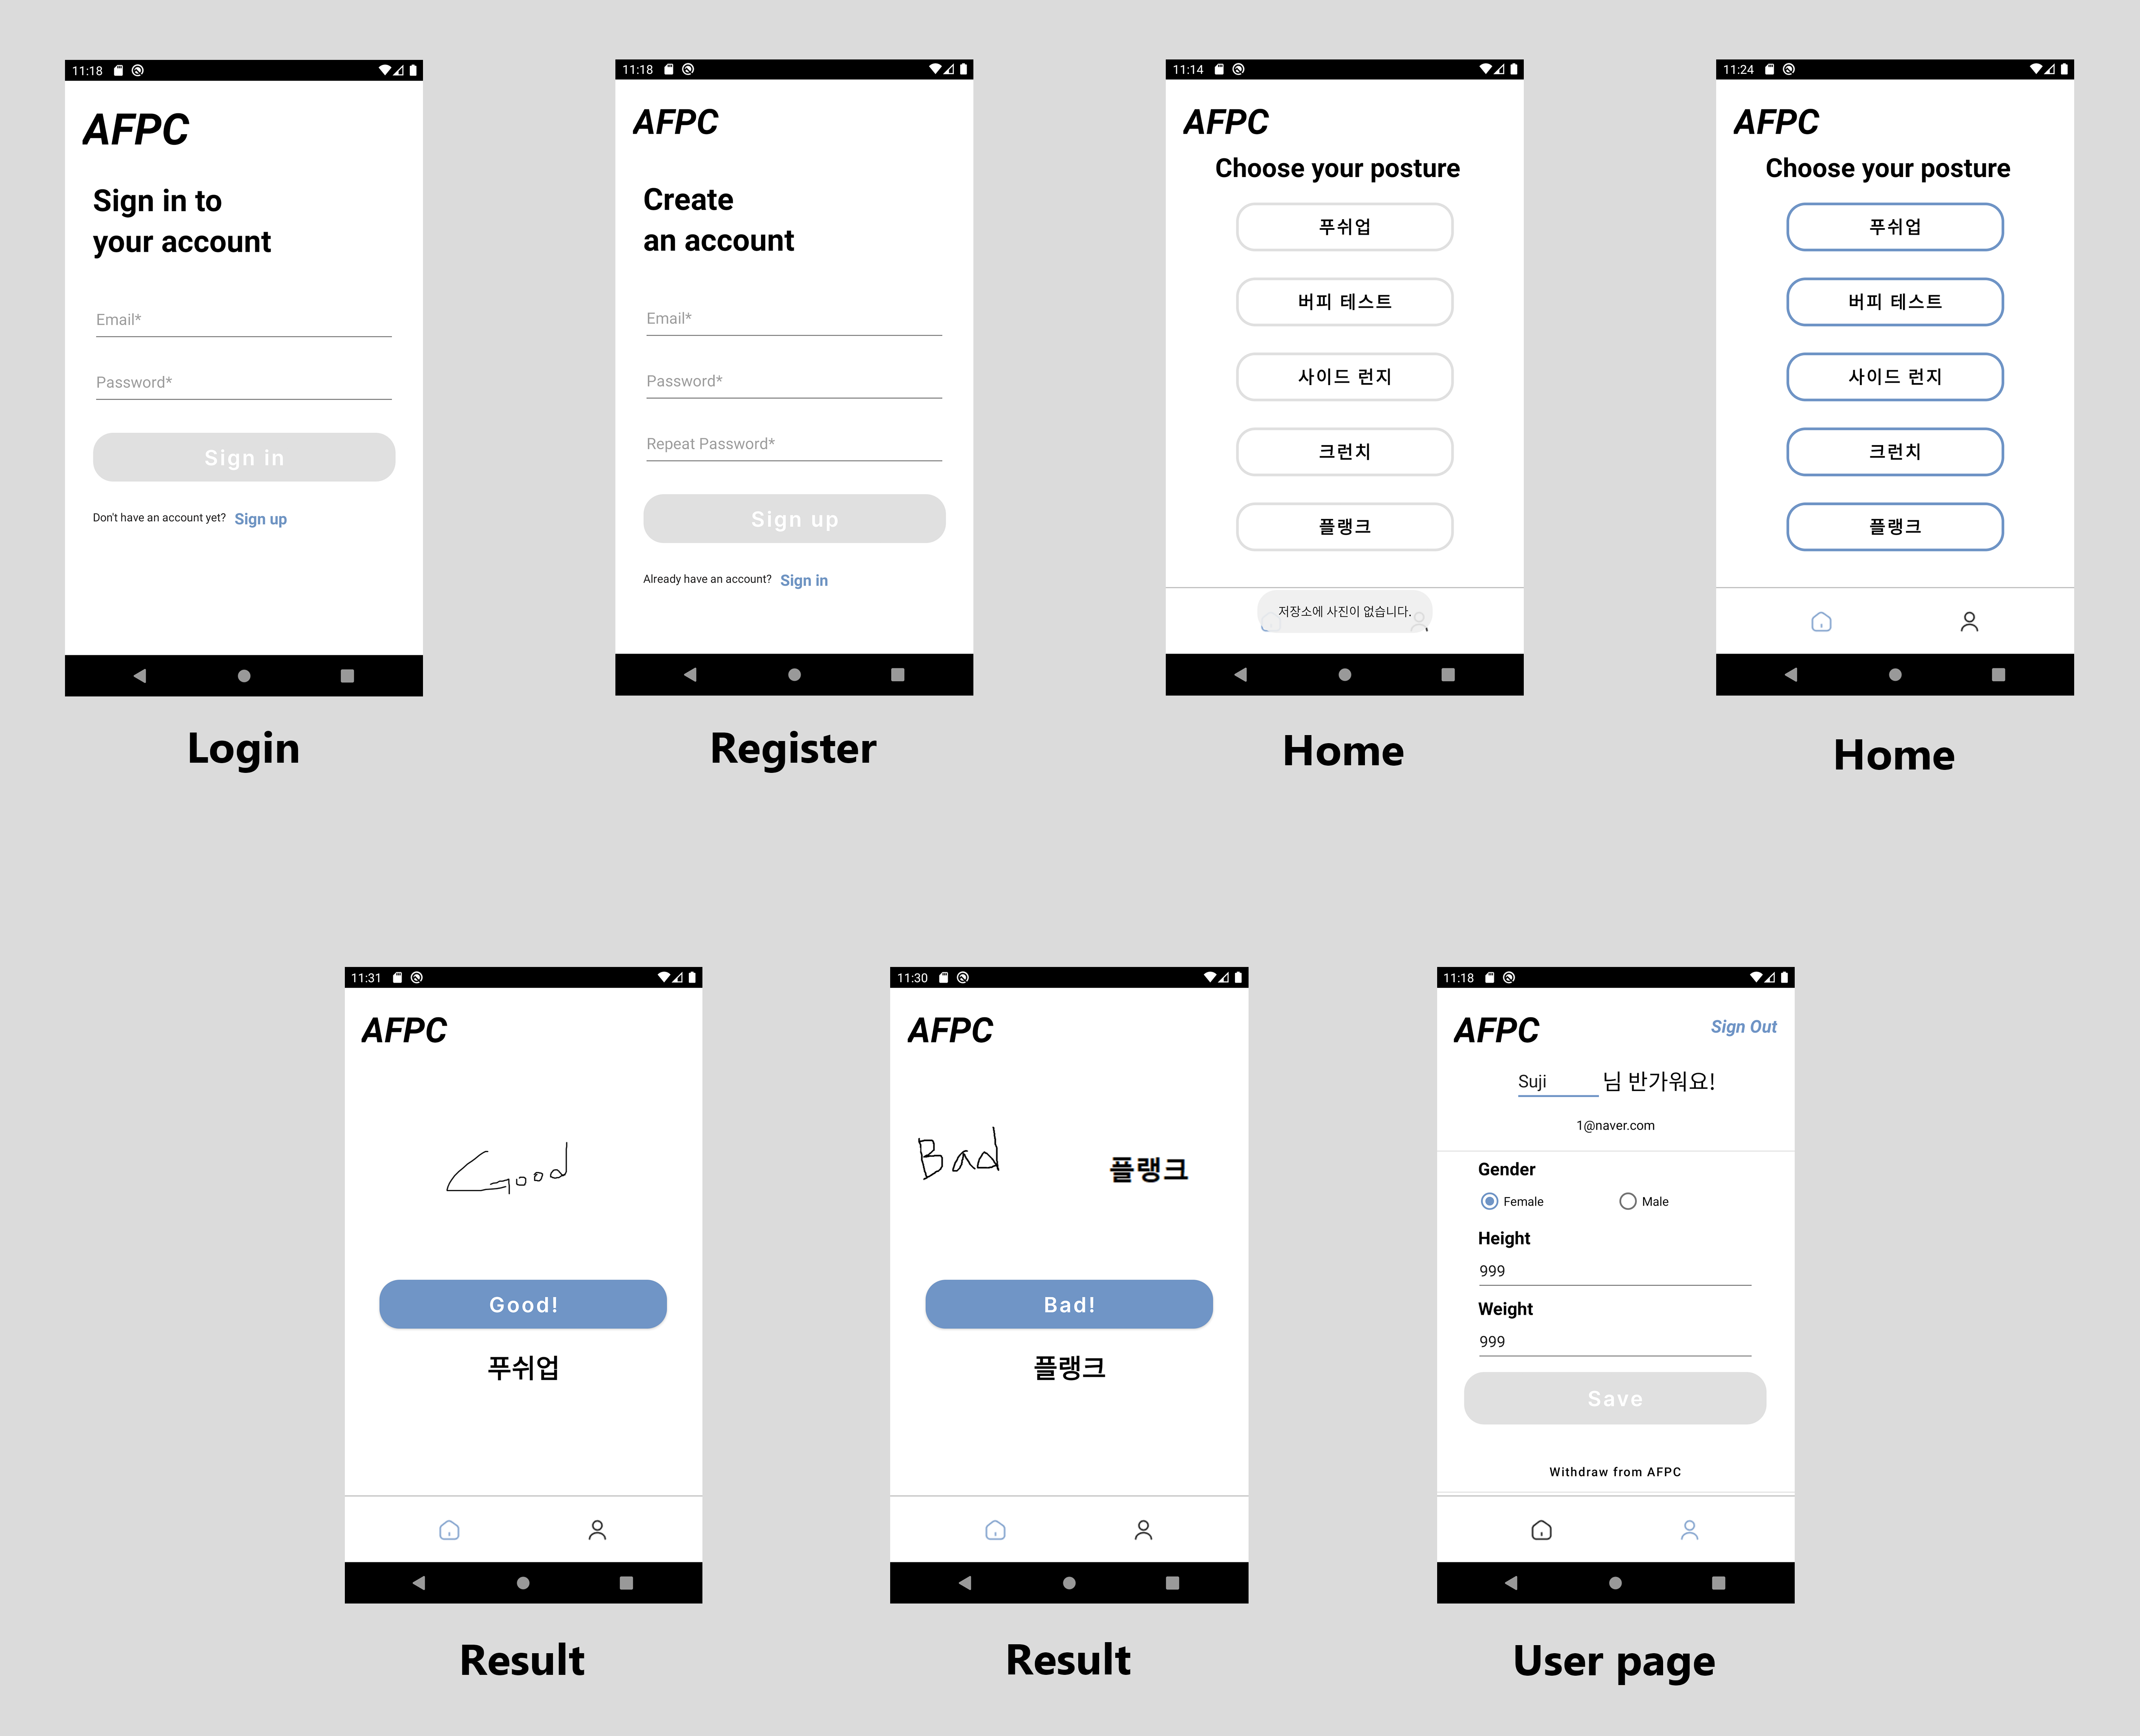 11:18
AFPC
Sign in to
your account
Email*
Password*
Sign in
Don't have an account yet? Sign up
Login
11:18
AFPC
Create
an account
Email*
Password*
Repeat Password*
Sign up
Already have an account? Sign in
Register
11:14
AFPC
Choose your posture
푸쉬업
버피 테스트
사이드 런지
크런치
플랭크
저장소에 사진이 없습니다.
Home
11:24
AFPC
Choose your posture
푸쉬업
버피 테스트
사이드 런지
크런치
플랭크
Home
11:31
AFPC
Good
Good!
푸쉬업
Result
11:30
AFPC
Bad 플랭크
Bad!
플랭크
Result
11:18
AFPC Sign Out
Suji 님 반가워요!
1@naver.com
Gender
Female Male
Height
999
Weight
999
Save
Withdraw from AFPC
User page